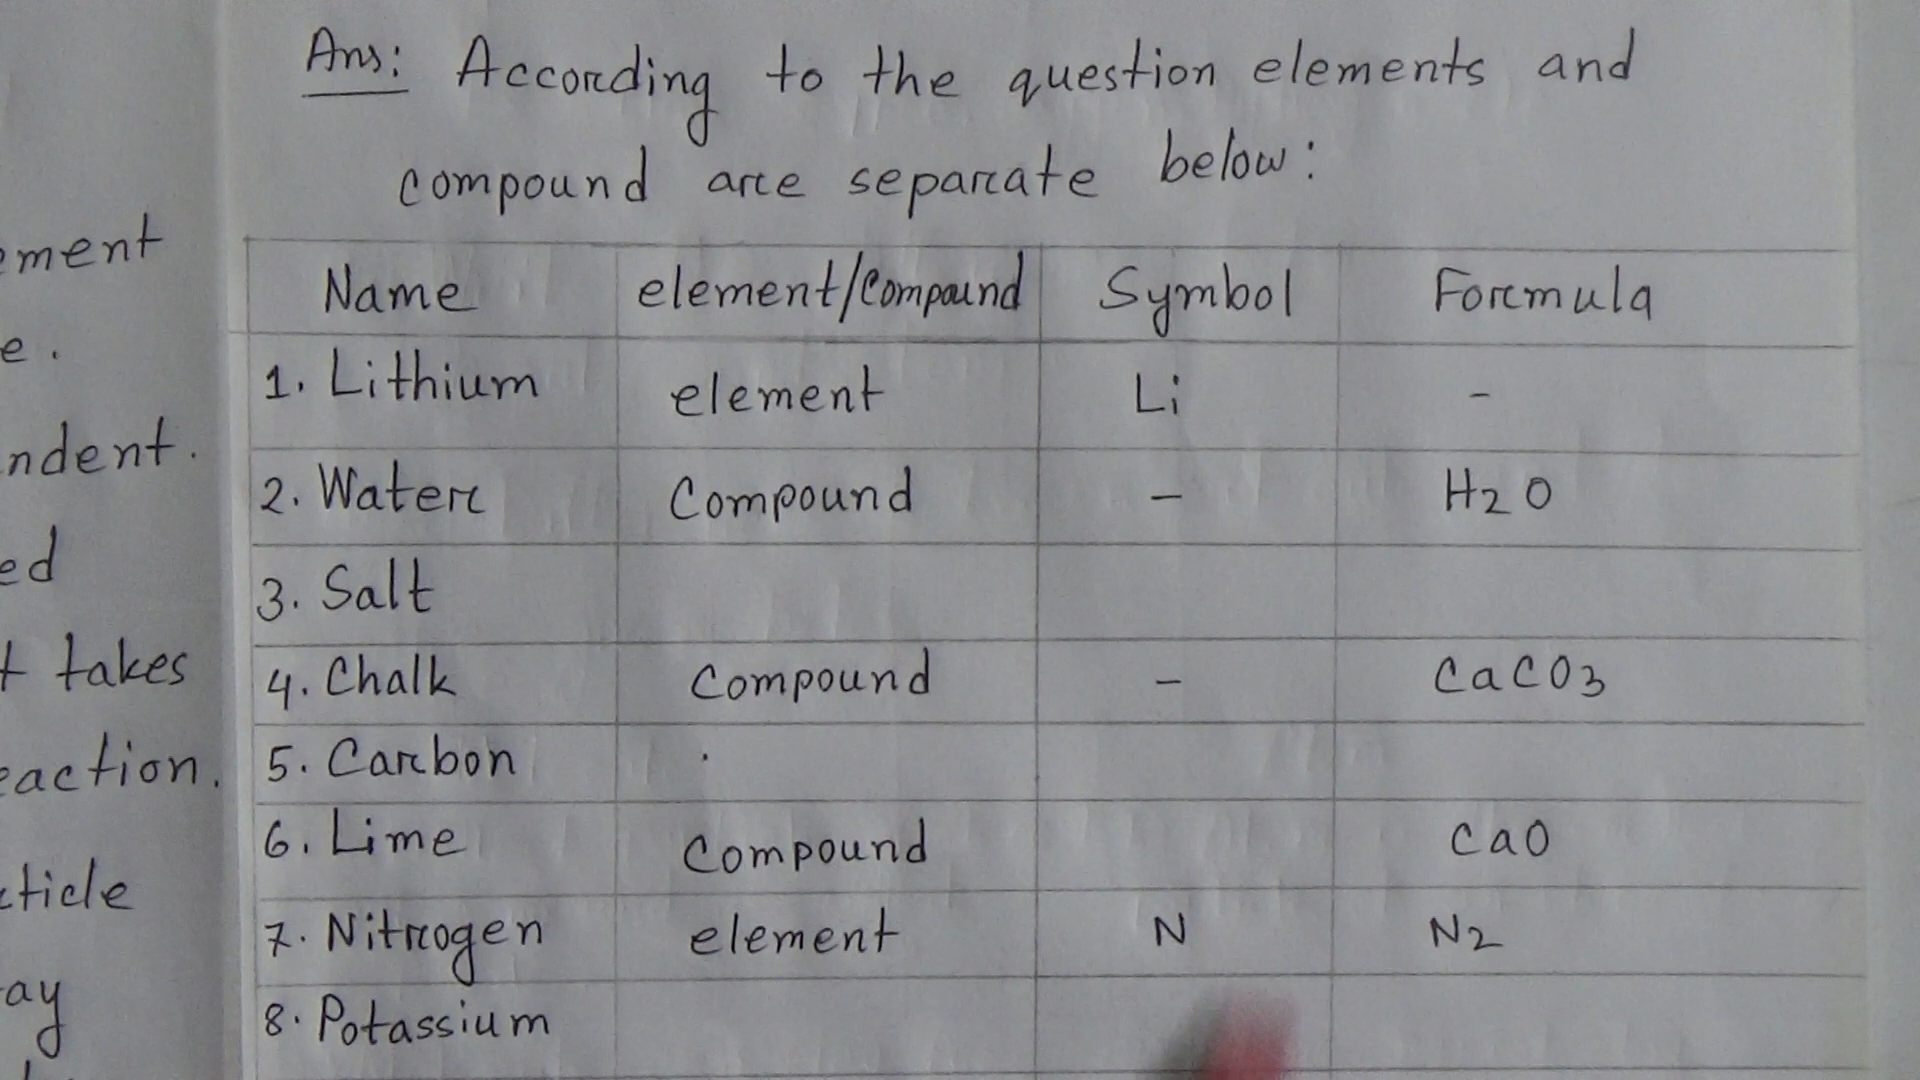 Ans: According to the question elements and
compound are separate below:
ement
e.
ndent.
ed
t takes
eaction.
ticle
ay
Name element/Compound Symbol Formula
1. Lithium element Li -
2. Water Compound - H2O
3. Salt
4. Chalk Compound - CaCO3
5. Carbon
6. Lime Compound CaO
7. Nitrogen element N N2
8. Potassium